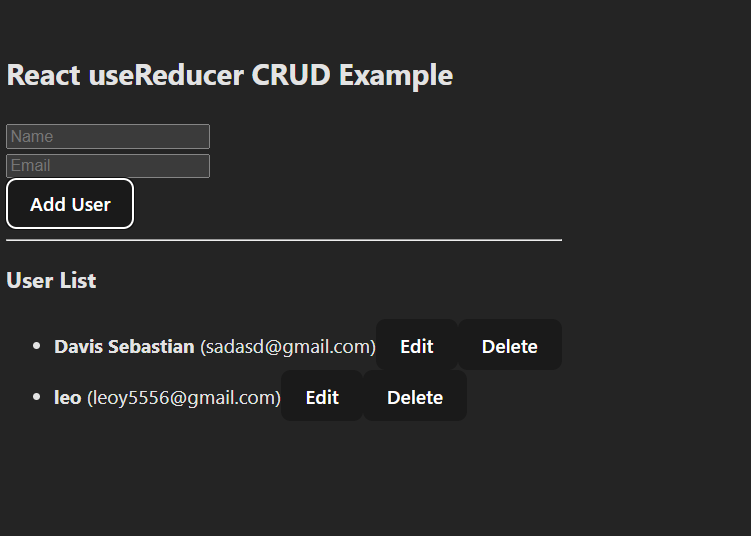 React useReducer CRUD Example
Name
Email
Add User
User List
Davis Sebastian (sadasd@gmail.com) Edit Delete
leo (leoy5556@gmail.com) Edit Delete